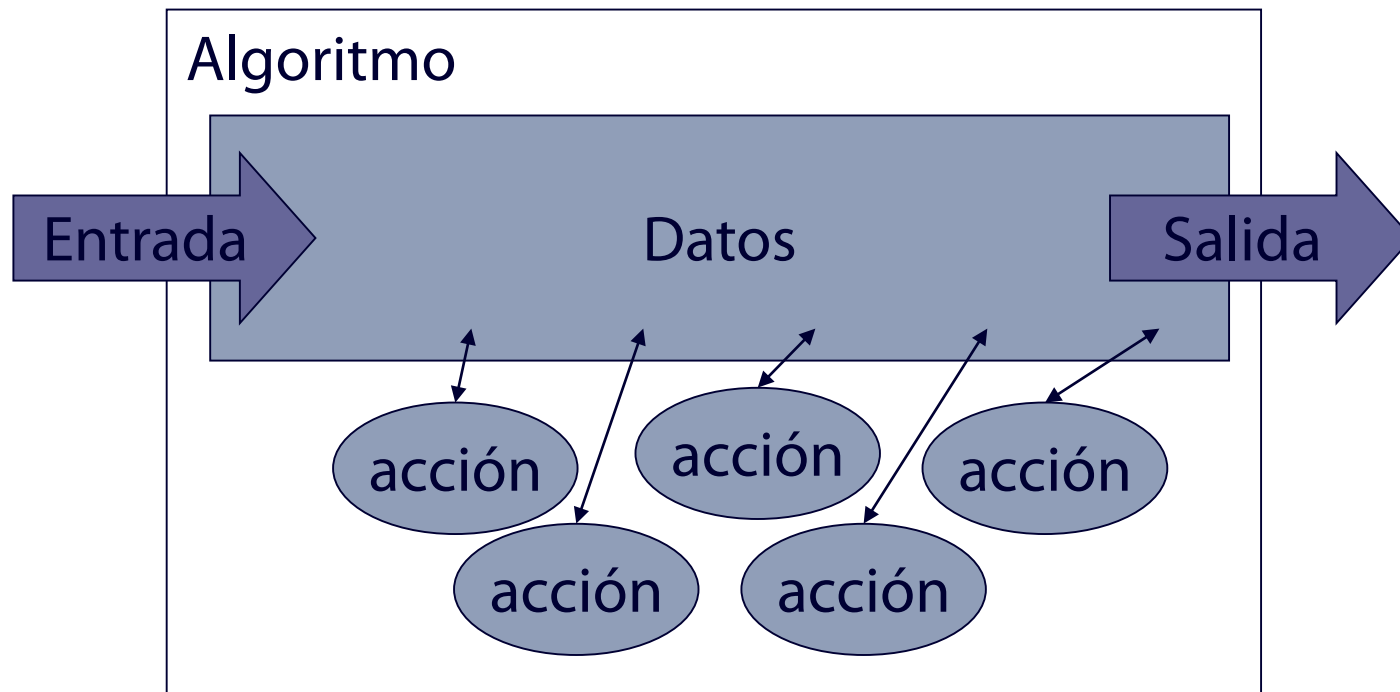 Algoritmo
Entrada
Datos
Salida
acción
acción
acción
acción
acción